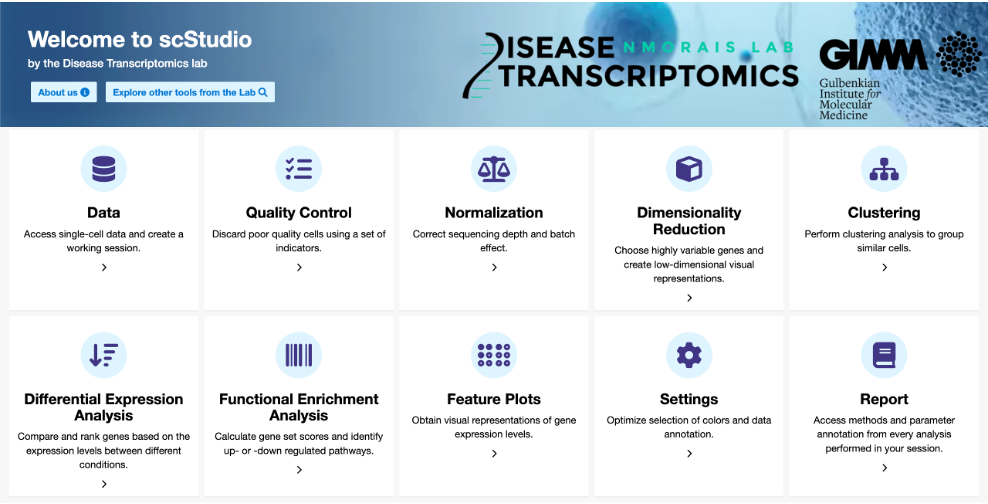 Welcome to scStudio
by the Disease Transcriptomics lab
About us
Explore other tools from the Lab
DISEASE NMORAIS LAB
TRANSCRIPTOMICS
GIMM
Gulbenkian
Institute for
Molecular
Medicine
Data
Access single-cell data and create a
working session.
Quality Control
Discard poor quality cells using a set of
indicators.
Normalization
Correct sequencing depth and batch
effect.
Dimensionality
Reduction
Choose highly variable genes and
create low-dimensional visual
representations.
Clustering
Perform clustering analysis to group
similar cells.
Differential Expression
Analysis
Compare and rank genes based on the
expression levels between different
conditions.
Functional Enrichment
Analysis
Calculate gene set scores and identify
up- or -down regulated pathways.
Feature Plots
Obtain visual representations of gene
expression levels.
Settings
Optimize selection of colors and data
annotation.
Report
Access methods and parameter
annotation from every analysis
performed in your session.